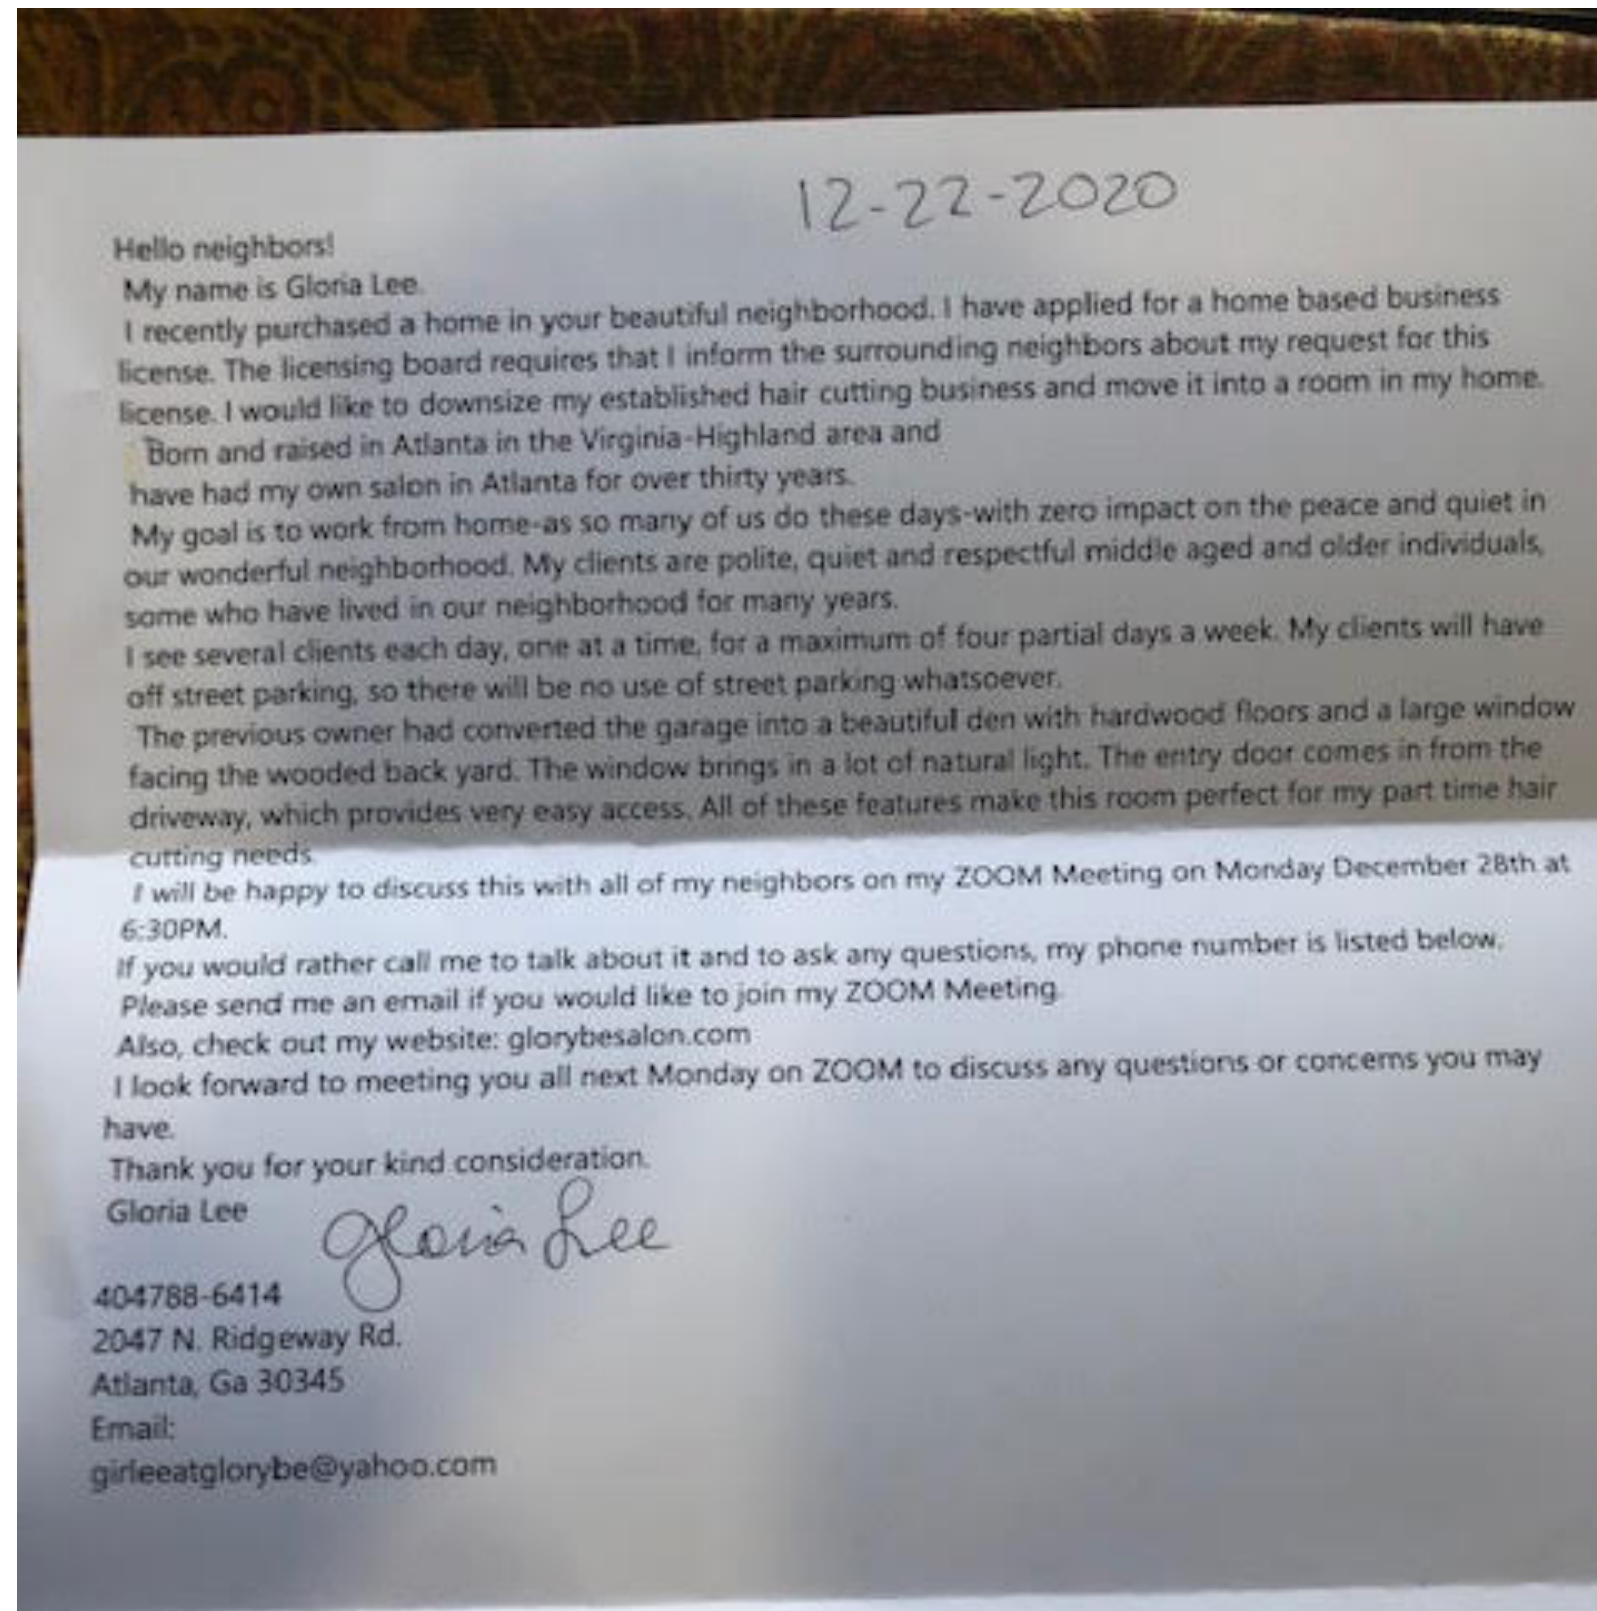 12-22-2020
Hello neighbors!
My name is Gloria Lee.
I recently purchased a home in your beautiful neighborhood. I have applied for a home based business
license. The licensing board requires that I inform the surrounding neighbors about my request for this
license. I would like to downsize my established hair cutting business and move it into a room in my home.
Born and raised in Atlanta in the Virginia-Highland area and
have had my own salon in Atlanta for over thirty years.
My goal is to work from home-as so many of us do these days-with zero impact on the peace and quiet in
our wonderful neighborhood. My clients are polite, quiet and respectful middle aged and older individuals,
some who have lived in our neighborhood for many years.
I see several clients each day, one at a time, for a maximum of four partial days a week. My clients will have
off street parking, so there will be no use of street parking whatsoever.
The previous owner had converted the garage into a beautiful den with hardwood floors and a large window
facing the wooded back yard. The window brings in a lot of natural light. The entry door comes in from the
driveway, which provides very easy access. All of these features make this room perfect for my part time hair
cutting needs.
I will be happy to discuss this with all of my neighbors on my ZOOM Meeting on Monday December 28th at
6:30PM.
If you would rather call me to talk about it and to ask any questions, my phone number is listed below.
Please send me an email if you would like to join my ZOOM Meeting.
Also, check out my website: glorybesalon.com
I look forward to meeting you all next Monday on ZOOM to discuss any questions or concerns you may
have.
Thank you for your kind consideration.
Gloria Lee
Gloria Lee
404788-6414
2047 N. Ridgeway Rd.
Atlanta, Ga 30345
Email:
girleeatglorybe@yahoo.com